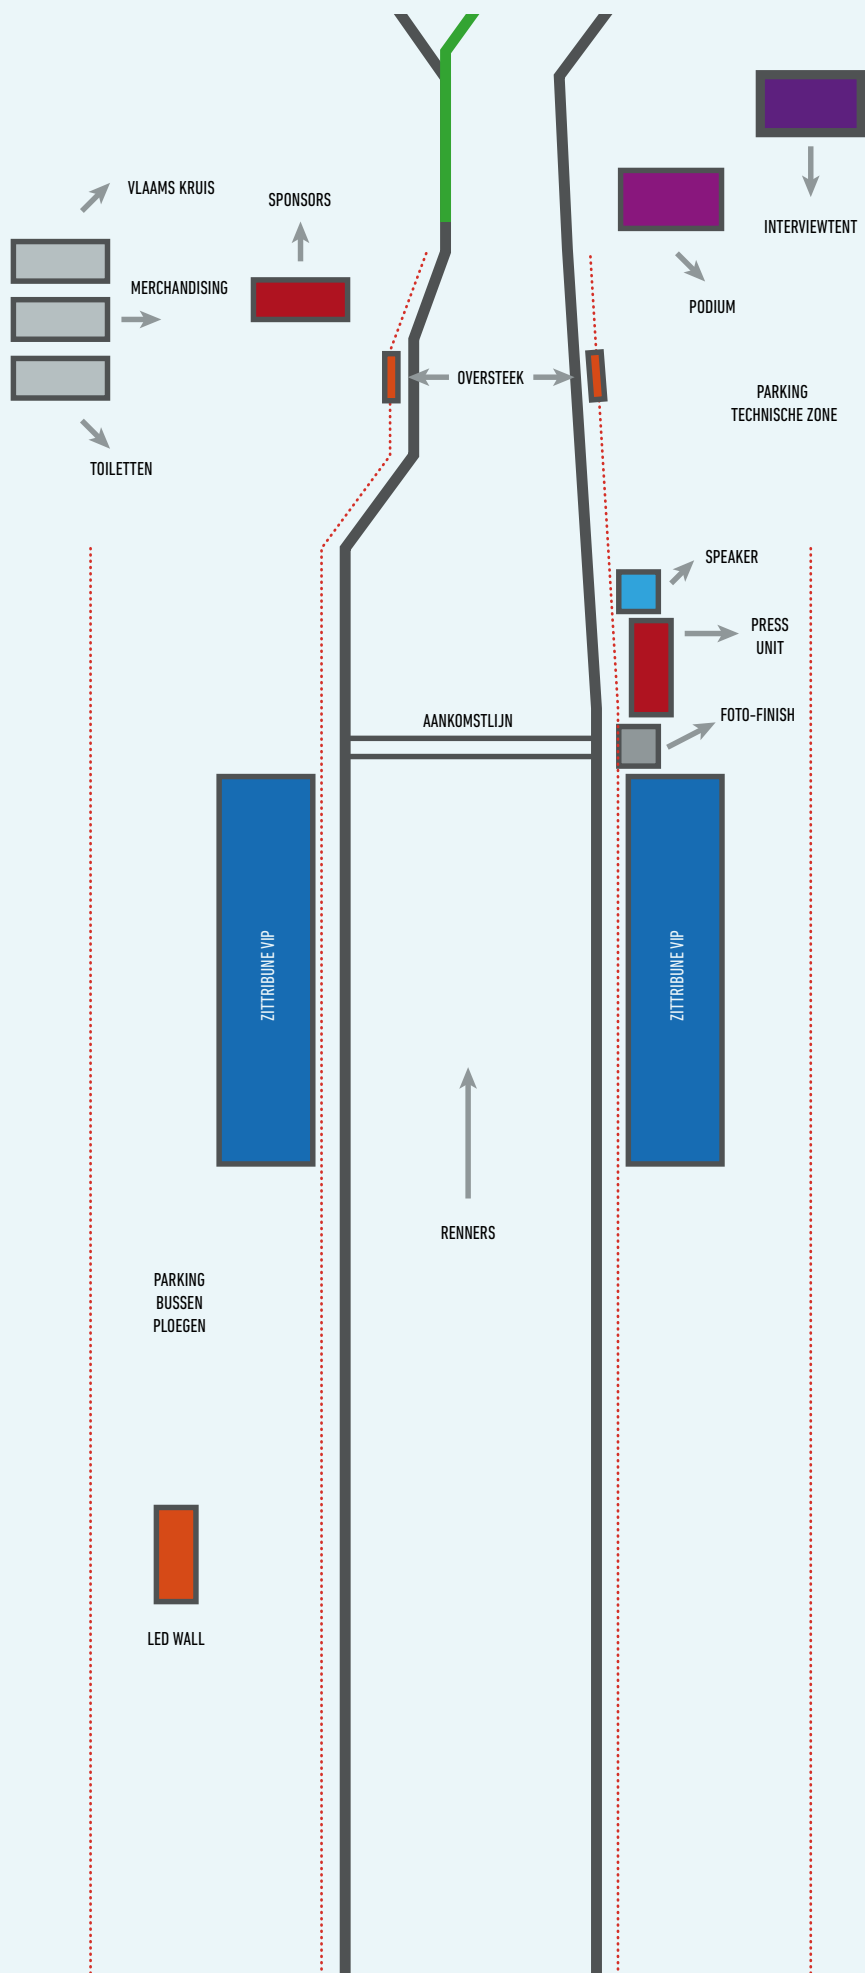 VLAAMS KRUIS
SPONSORS
INTERVIEWTENT
MERCHANDISING
PODIUM
OVERSTEEK
PARKING
TECHNISCHE ZONE
TOILETTEN
SPEAKER
PRESS
UNIT
FOTO-FINISH
AANKOMSTLIJN
ZITTRIBUNE VIP
ZITTRIBUNE VIP
RENNERS
PARKING
BUSSEN
PLOEGEN
LED WALL